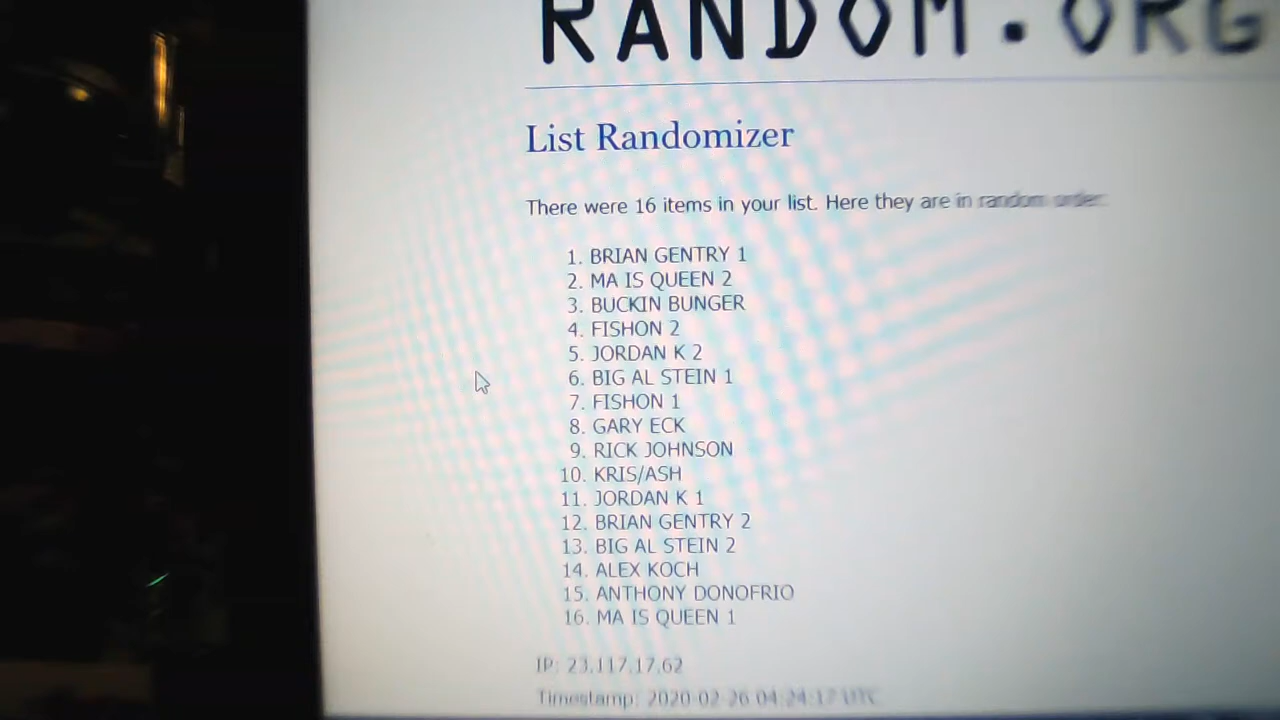 RANDOM.ORG
List Randomizer
There were 16 items in your list. Here they are in random order:
1. BRIAN GENTRY 1
2. MA IS QUEEN 2
3. BUCKIN BUNGER
4. FISHON 2
5. JORDAN K 2
6. BIG AL STEIN 1
7. FISHON 1
8. GARY ECK
9. RICK JOHNSON
10. KRIS/ASH
11. JORDAN K 1
12. BRIAN GENTRY 2
13. BIG AL STEIN 2
14. ALEX KOCH
15. ANTHONY DONOFRIO
16. MA IS QUEEN 1
IP: 23.117.17.62
Timestamp: 2020-02-26 04:24:17 UTC